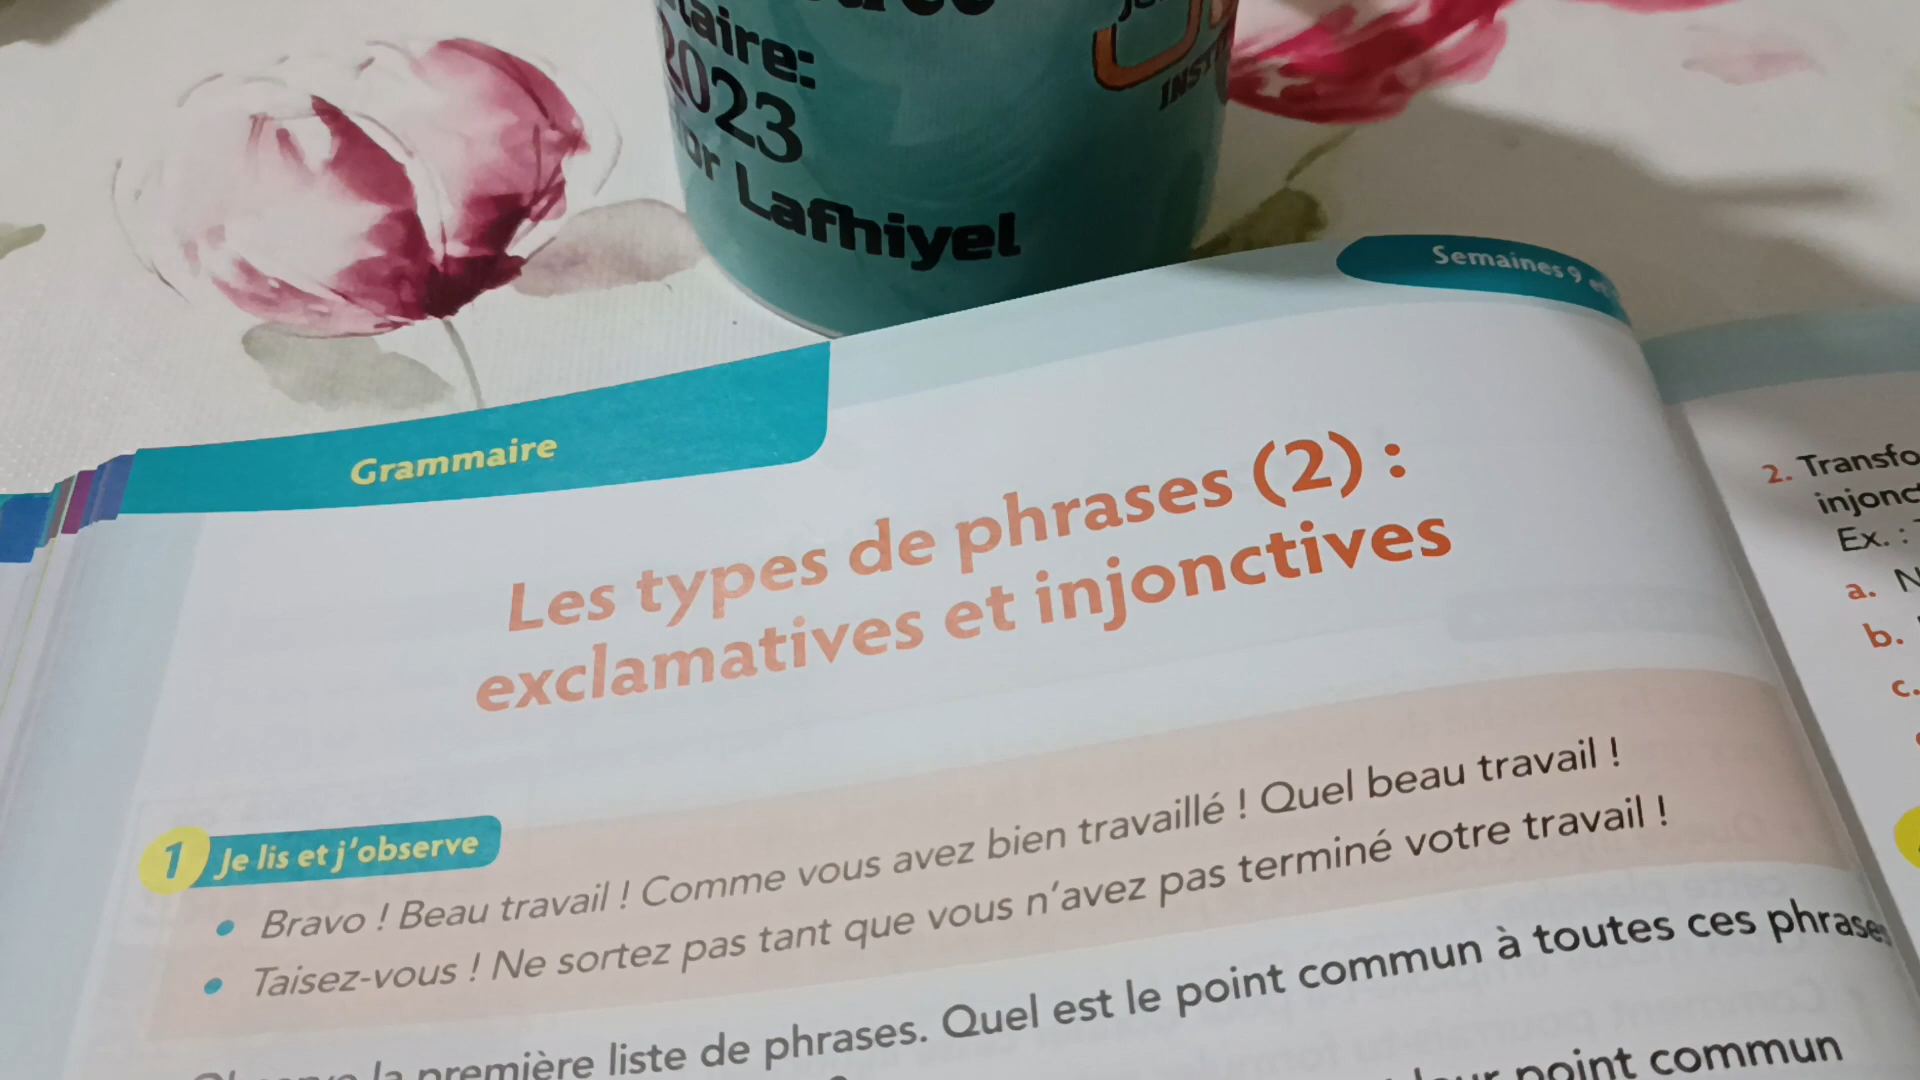 2023
Lafhiyel
Semaines 9
Grammaire
Les types de phrases (2) :
exclamatives et injonctives
1 Je lis et j'observe
• Bravo ! Beau travail ! Comme vous avez bien travaillé ! Quel beau travail !
• Taisez-vous ! Ne sortez pas tant que vous n'avez pas terminé votre travail !
la première liste de phrases. Quel est le point commun à toutes ces phrases
point commun
2.
Ex. :
a.
b.
c.